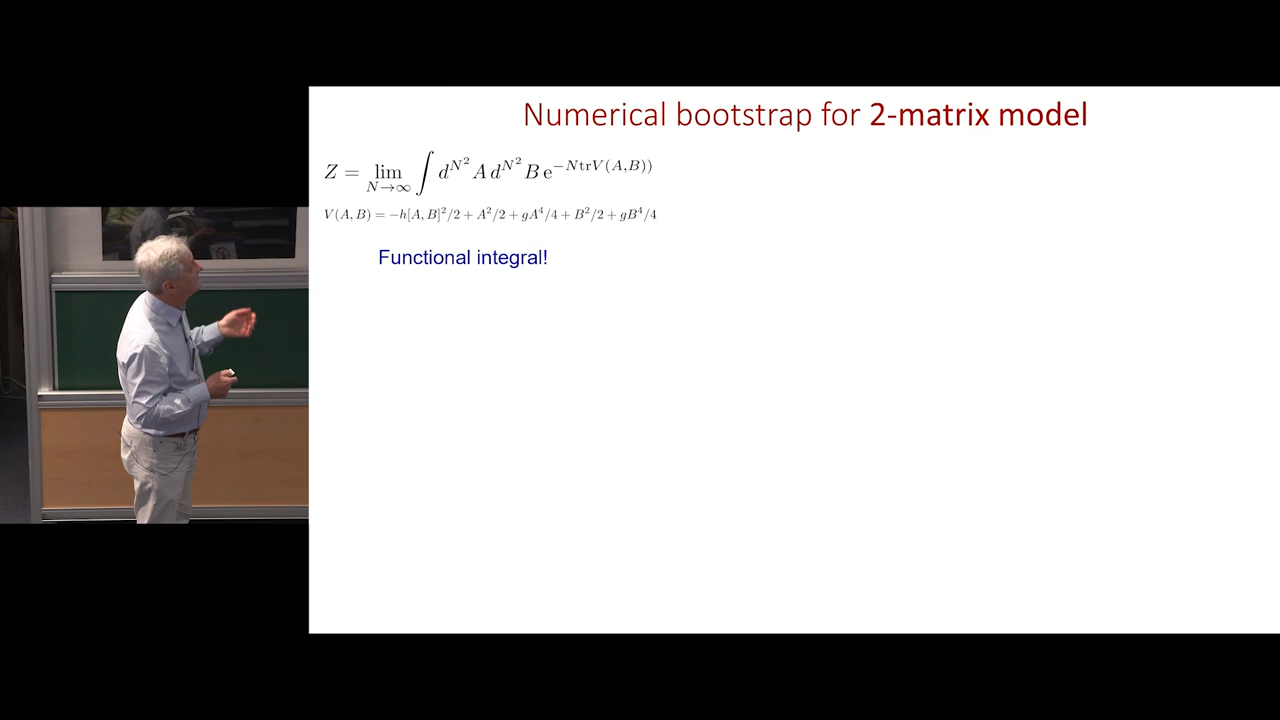 Numerical bootstrap for 2-matrix model
Z = lim_{N→∞} ∫ d^{N^2} A d^{N^2} B e^{-NtrV(A,B))}
V(A, B) = −h[A, B]^2/2 + A^2/2 + gA^4/4 + B^2/2 + gB^4/4
Functional integral!